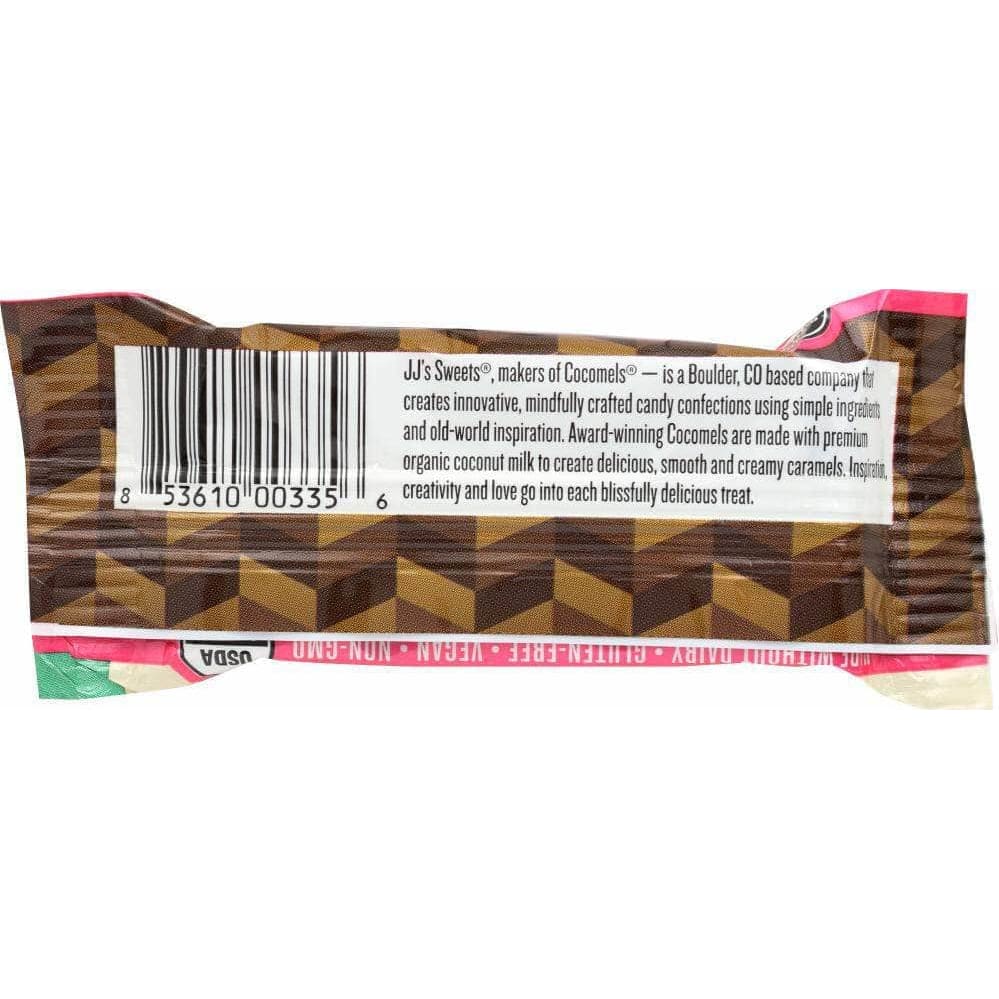 JJ's Sweets®, makers of Cocomels® — is a Boulder, CO based company that
creates innovative, mindfully crafted candy confections using simple ingredients
and old-world inspiration. Award-winning Cocomels are made with premium
organic coconut milk to create delicious, smooth and creamy caramels. Inspiration,
creativity and love go into each blissfully delicious treat.
8 53610 00335 6
WITHOUT DAIRY • GLUTEN-FREE • VEGAN • NON-GMO
USDA